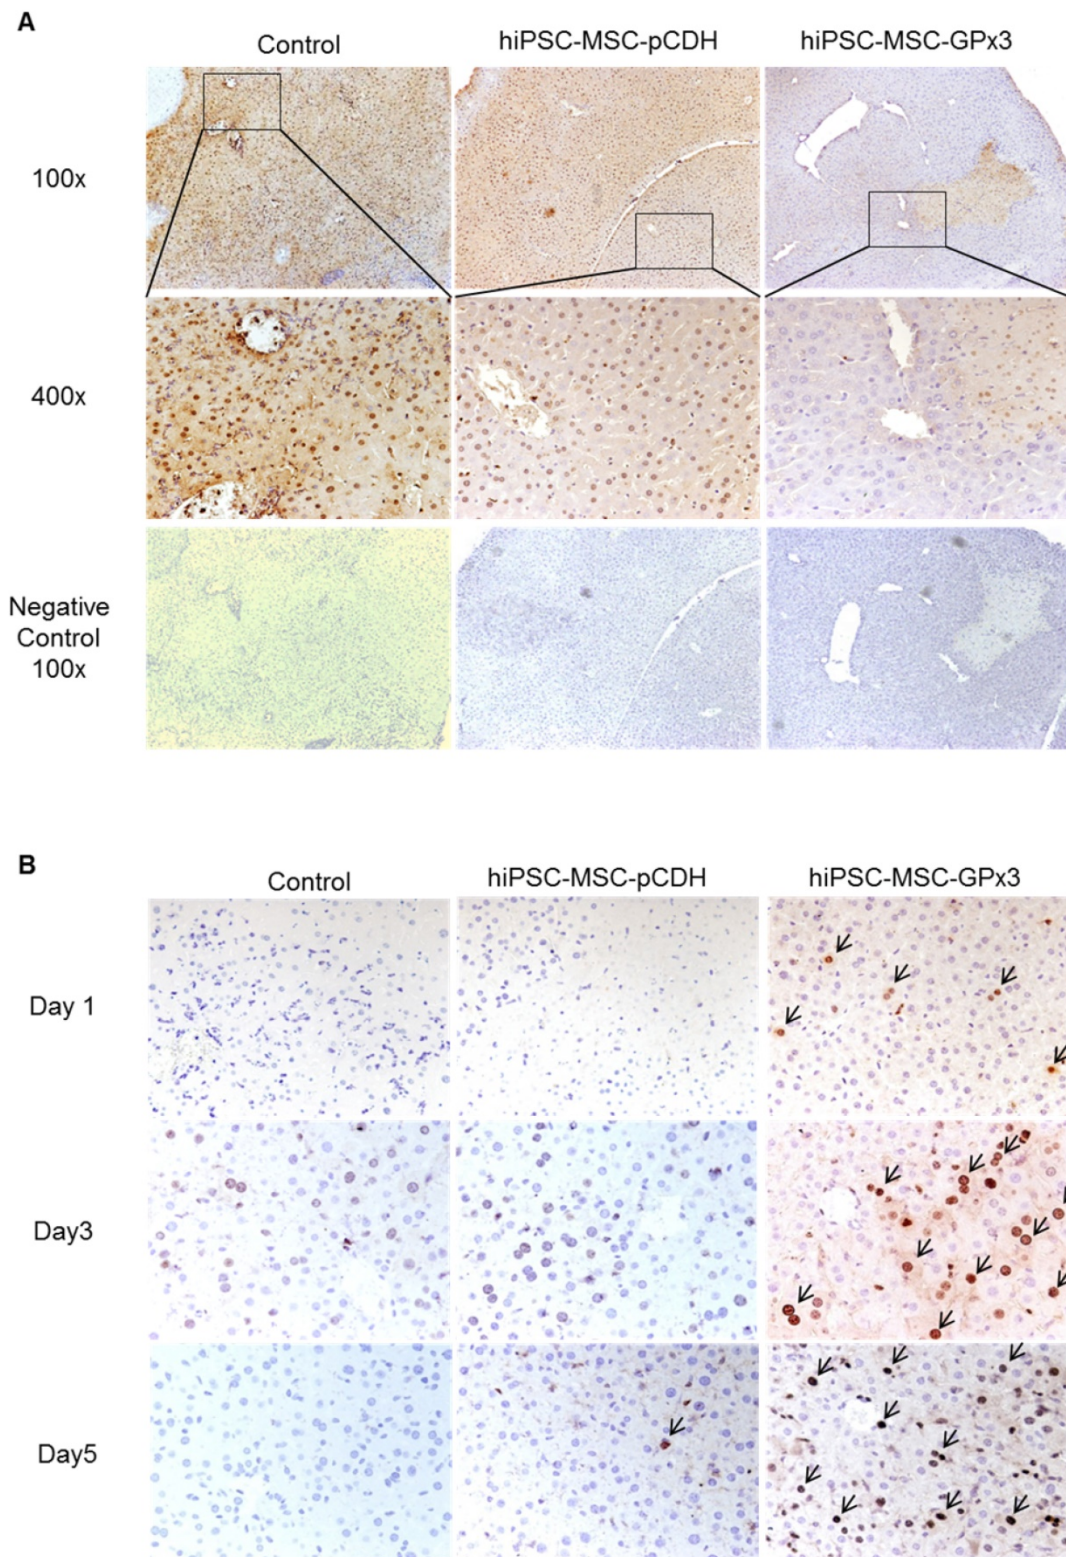 A
Control
hiPSC-MSC-pCDH
hiPSC-MSC-GPx3
100x
400x
Negative
Control
100x
B
Control
hiPSC-MSC-pCDH
hiPSC-MSC-GPx3
Day 1
Day3
Day5